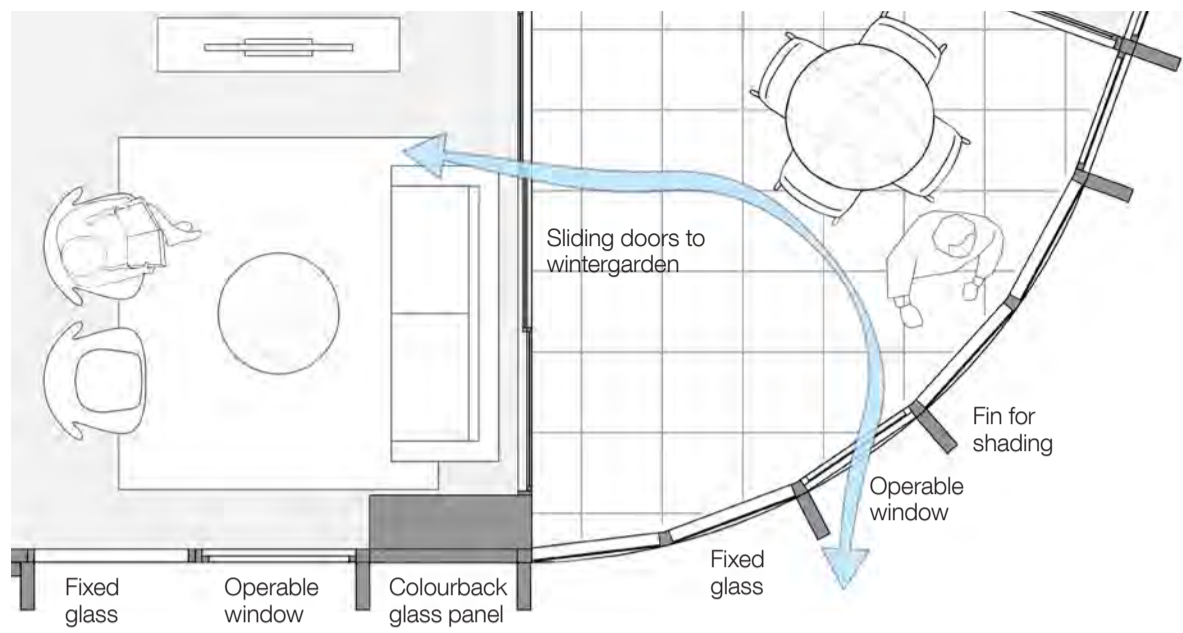 Sliding doors to
wintergarden
Fin for
shading
Operable
window
Fixed
glass
Fixed
glass
Operable
window
Colourback
glass panel